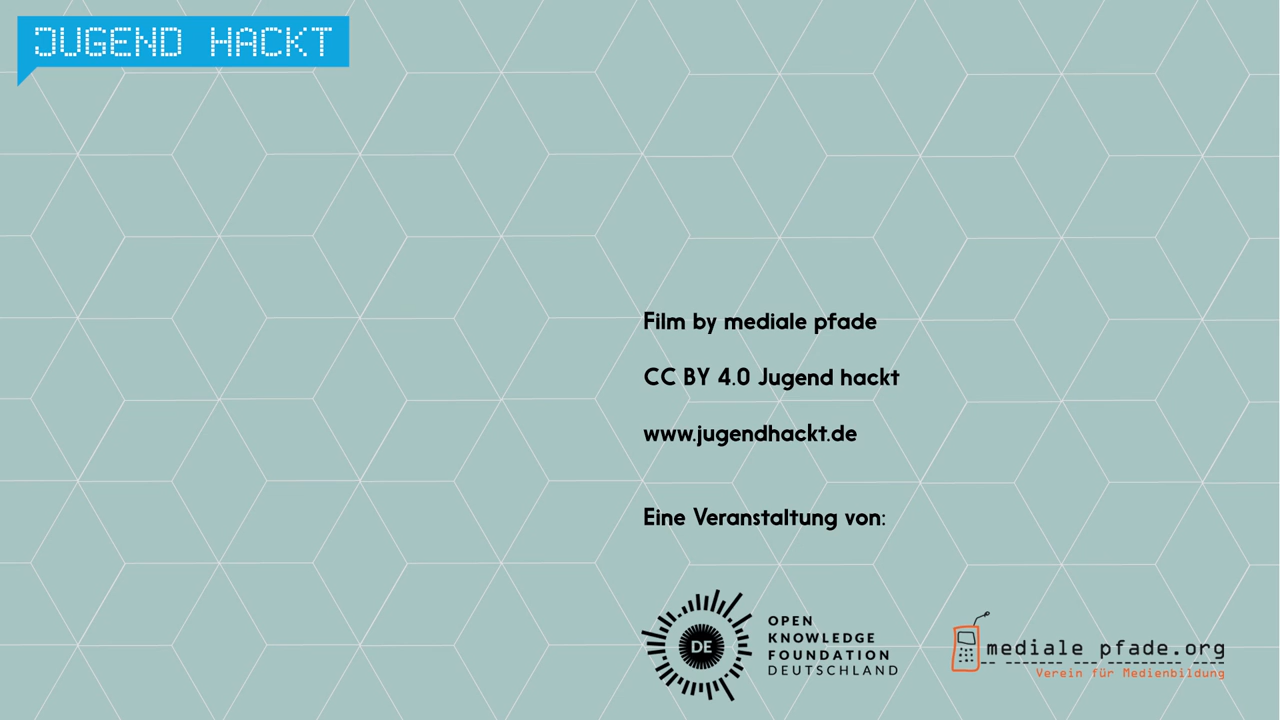 JUGEND HACKT
Film by mediale pfade
CC BY 4.0 Jugend hackt
www.jugendhackt.de
Eine Veranstaltung von:
DE
OPEN
KNOWLEDGE
FOUNDATION
DEUTSCHLAND
mediale pfade.org
Verein für Medienbildung